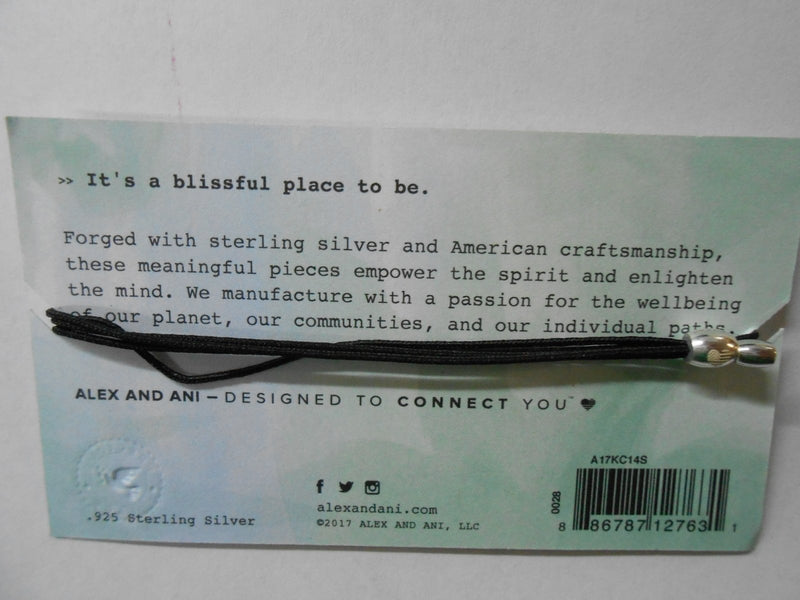 >> It's a blissful place to be.
Forged with sterling silver and American craftsmanship,
these meaningful pieces empower the spirit and enlighten
the mind. We manufacture with a passion for the wellbeing
of our planet, our communities, and our individual paths.
ALEX AND ANI — DESIGNED TO CONNECT YOU™
A17KC14S
0028
8 86787 12763 1
alexandani.com
©2017 ALEX AND ANI, LLC
.925 Sterling Silver